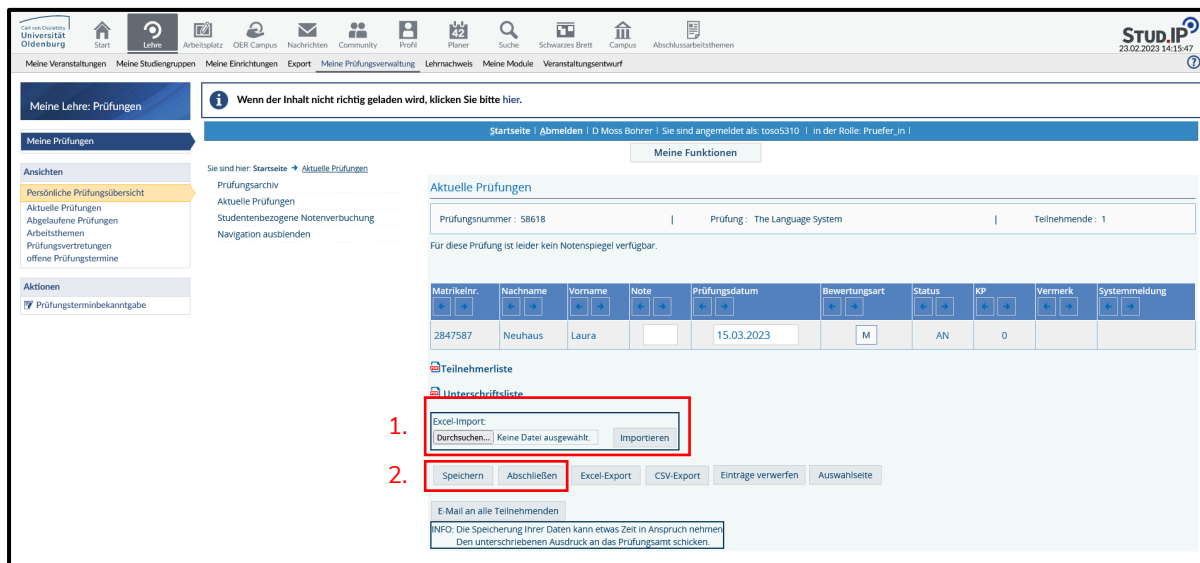 Carl von Ossietzky
Universität
Oldenburg
Start
Lehre
Arbeitsplatz
OER Campus
Nachrichten
Community
Profil
42
Planer
Suche
Schwarzes Brett
Campus
Abschlussarbeitsthemen
STUD.IP
23.02.2023 14:15:47
Meine Veranstaltungen Meine Studiengruppen Meine Einrichtungen Export Meine Prüfungsverwaltung Lehrnachweis Meine Module Veranstaltungsentwurf
?
Meine Lehre: Prüfungen
Meine Prüfungen
Ansichten
Persönliche Prüfungsübersicht
Aktuelle Prüfungen
Abgelaufene Prüfungen
Arbeitsthemen
Prüfungsvertretungen
offene Prüfungstermine
Aktionen
Prüfungsterminbekanntgabe
Wenn der Inhalt nicht richtig geladen wird, klicken Sie bitte hier.
Startseite | Abmelden | D Moss Bohrer | Sie sind angemeldet als: toso5310 | in der Rolle: Pruefer_in |
Meine Funktionen
Sie sind hier: Startseite → Aktuelle Prüfungen
Prüfungsarchiv
Aktuelle Prüfungen
Studentenbezogene Notenverbuchung
Navigation ausblenden
Aktuelle Prüfungen
Prüfungsnummer : 58618 | Prüfung : The Language System | Teilnehmende : 1
Für diese Prüfung ist leider kein Notenspiegel verfügbar.
Matrikelnr. Nachname Vorname Note Prüfungsdatum Bewertungsart Status KP Vermerk Systemmeldung
2847587 Neuhaus Laura 15.03.2023 M AN 0
Teilnehmerliste
Unterschriftsliste
1.
Excel-Import:
Durchsuchen... Keine Datei ausgewählt. Importieren
2.
Speichern Abschließen Excel-Export CSV-Export Einträge verwerfen Auswahlseite
E-Mail an alle Teilnehmenden
INFO: Die Speicherung Ihrer Daten kann etwas Zeit in Anspruch nehmen
Den unterschriebenen Ausdruck an das Prüfungsamt schicken.